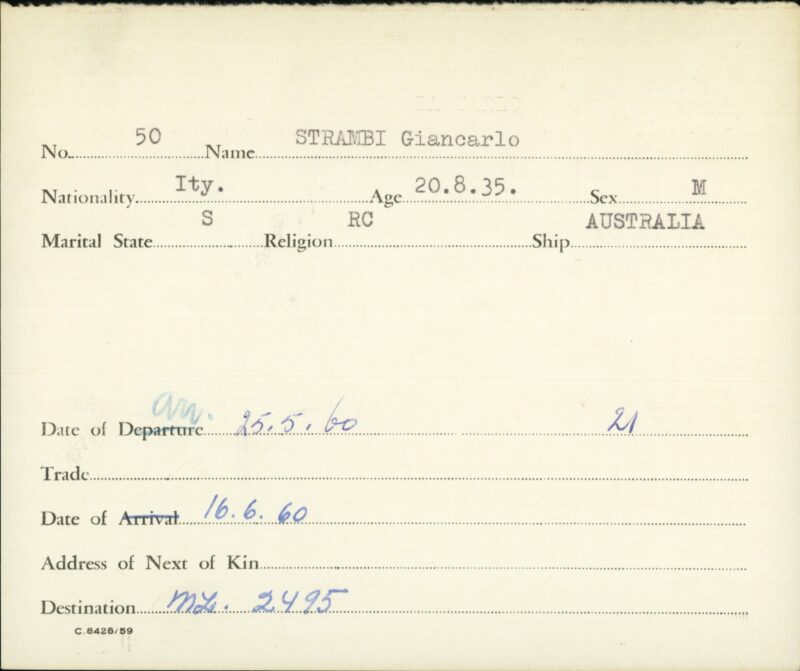 No. 50 Name STRAMBI Giancarlo
Nationality Ity. Age 20.8.35. Sex M
Marital State S Religion RC Ship AUSTRALIA
arr.
Date of Departure 25.5.60 21
Trade
Date of Arrival 16.6.60
Address of Next of Kin
Destination 2495
C.8428/59